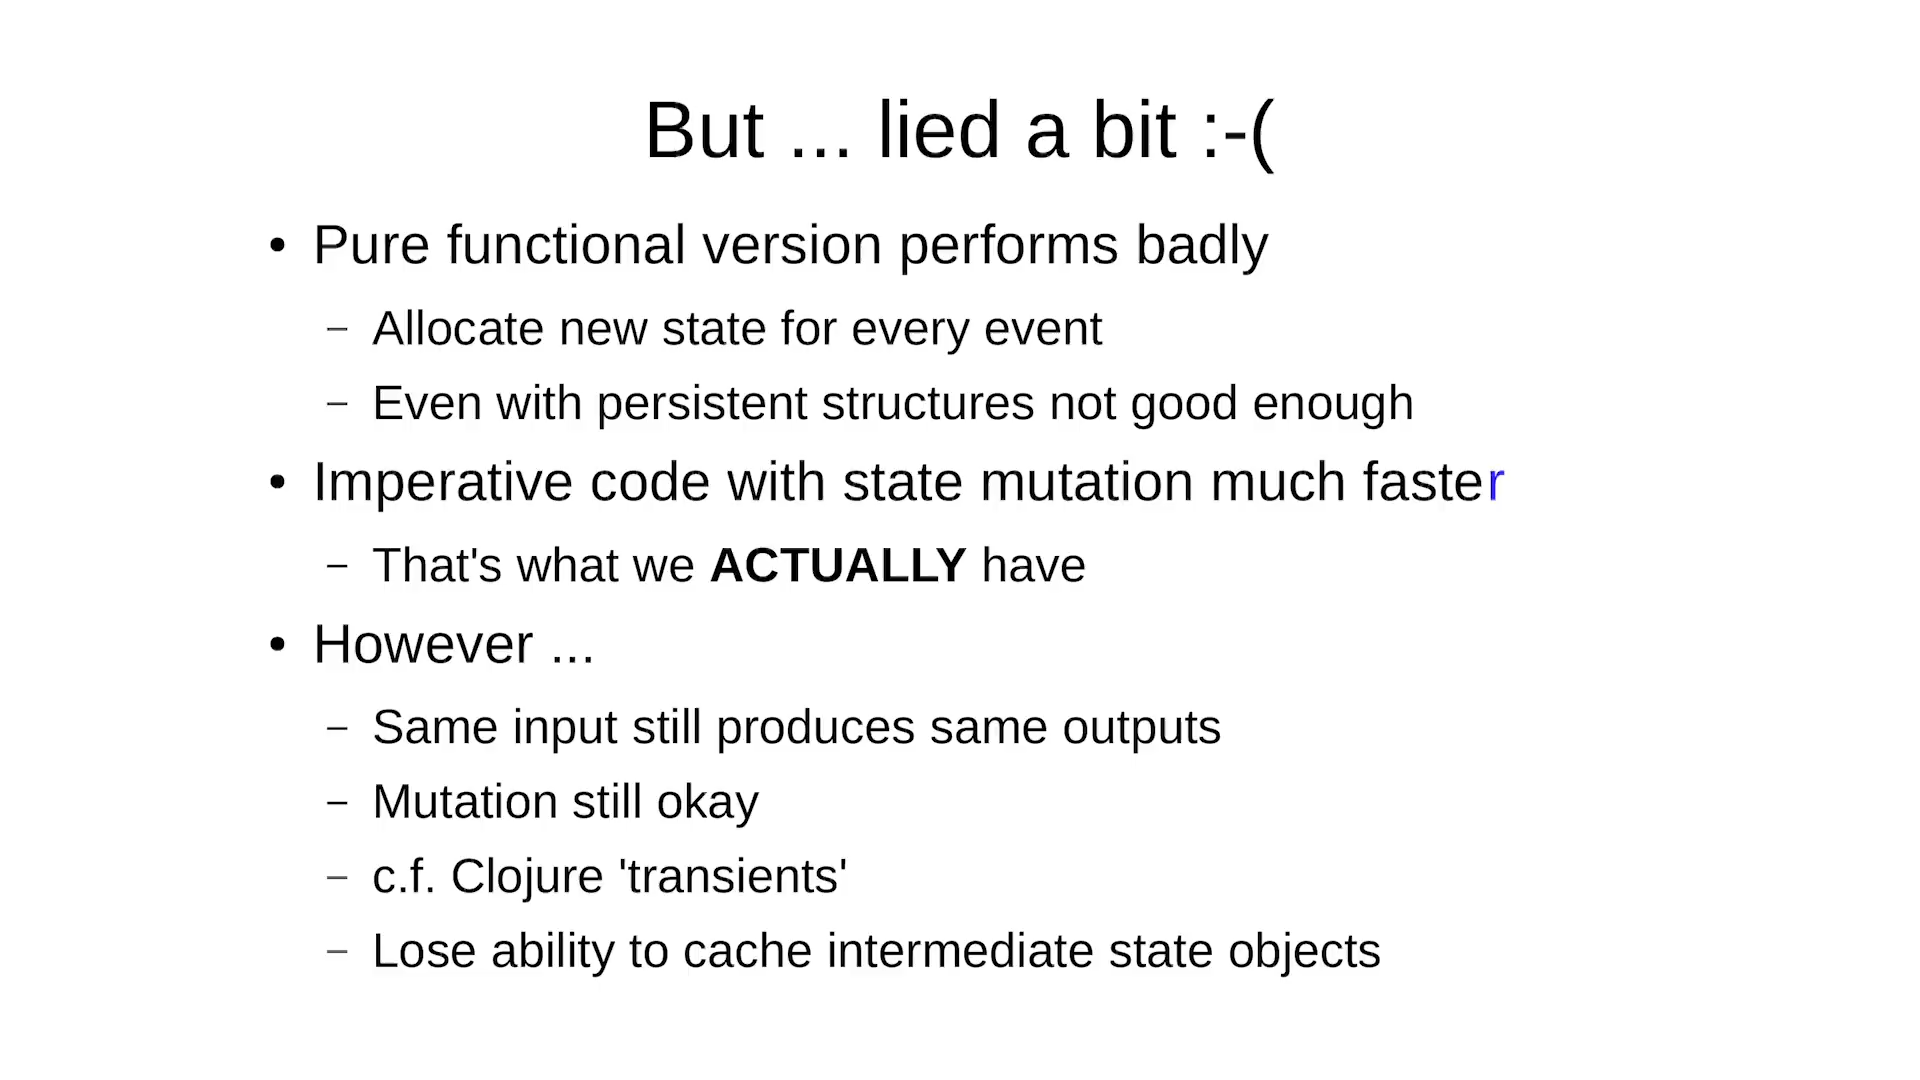 But ... lied a bit :-(
• Pure functional version performs badly
– Allocate new state for every event
– Even with persistent structures not good enough
• Imperative code with state mutation much faster
– That's what we ACTUALLY have
• However ...
– Same input still produces same outputs
– Mutation still okay
– c.f. Clojure 'transients'
– Lose ability to cache intermediate state objects